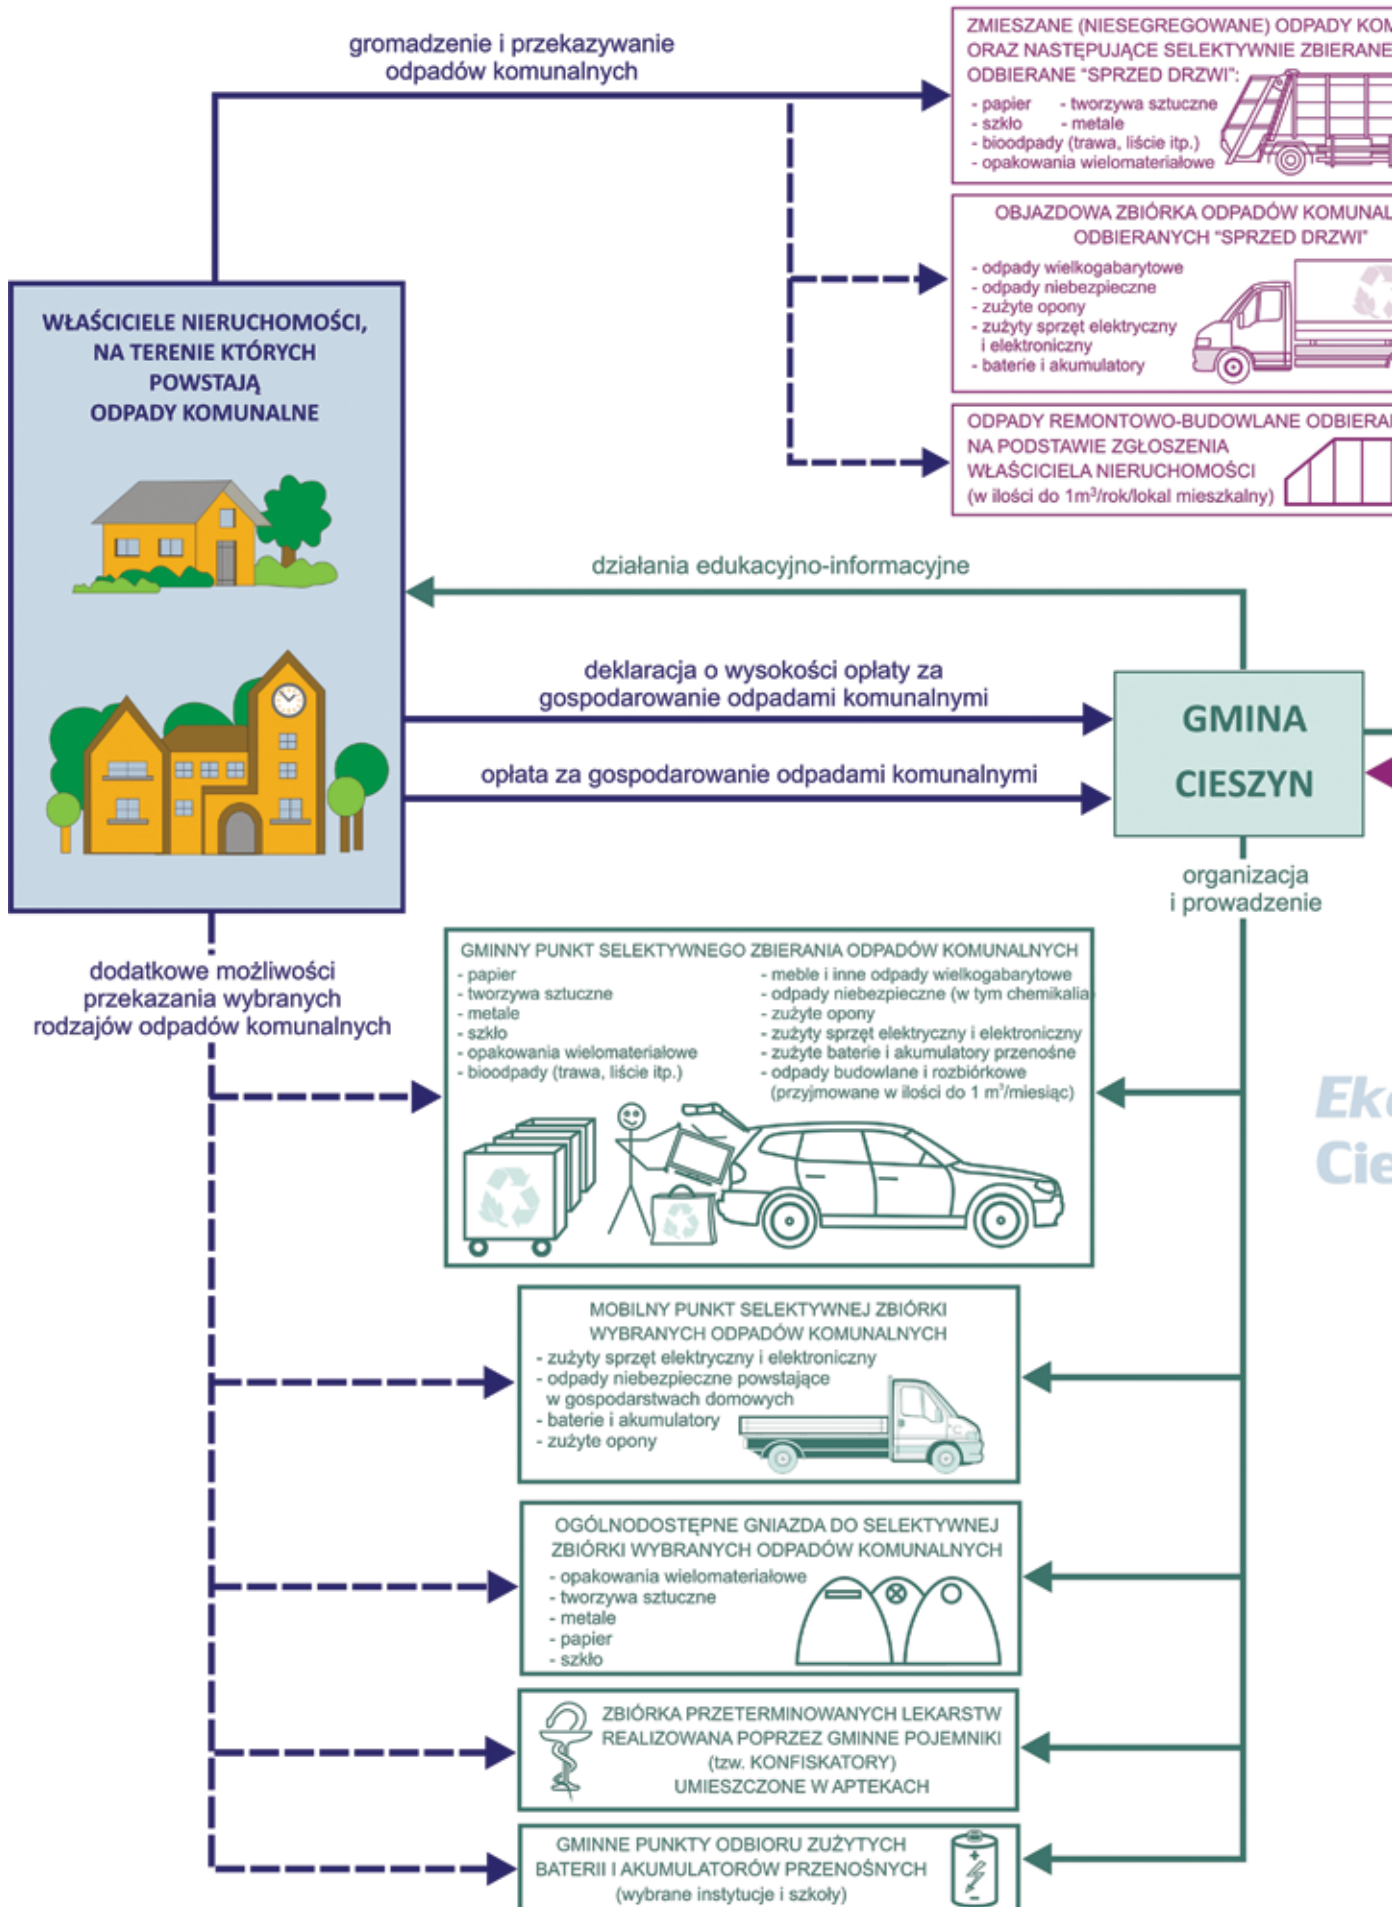 gromadzenie i przekazywanie
odpadów komunalnych
ZMIESZANE (NIESEGREGOWANE) ODPADY
ORAZ NASTĘPUJĄCE SELEKTYWNIE ZBIERANE
ODBIERANE "SPRZED DRZWI":
- papier - tworzywa sztuczne
- szkło - metale
- bioodpady (trawa, liście itp.)
- opakowania wielomateriałowe
OBJAZDOWA ZBIÓRKA ODPADÓW
ODBIERANYCH "SPRZED DRZWI"
- odpady wielkogabarytowe
- odpady niebezpieczne
- zużyte opony
- zużyty sprzęt elektryczny
i elektroniczny
- baterie i akumulatory
ODPADY REMONTOWO-BUDOWLANE
NA PODSTAWIE ZGŁOSZENIA
WŁAŚCICIELA NIERUCHOMOŚCI
(w ilości do 1m³/rok/lokal mieszkalny)
WŁAŚCICIELE NIERUCHOMOŚCI,
NA TERENIE KTÓRYCH
POWSTAJĄ
ODPADY KOMUNALNE
działania edukacyjno-informacyjne
deklaracja o wysokości opłaty za
gospodarowanie odpadami komunalnymi
opłata za gospodarowanie odpadami komunalnymi
GMINA
CIESZYN
organizacja
i prowadzenie
dodatkowe możliwości
przekazania wybranych
rodzajów odpadów komunalnych
GMINNY PUNKT SELEKTYWNEGO ZBIERANIA ODPADÓW KOMUNALNYCH
- papier
- tworzywa sztuczne
- metale
- szkło
- opakowania wielomateriałowe
- bioodpady (trawa, liście itp.)
- meble i inne odpady wielkogabarytowe
- odpady niebezpieczne (w tym chemikalia)
- zużyte opony
- zużyty sprzęt elektryczny i elektroniczny
- zużyte baterie i akumulatory przenośne
- odpady budowlane i rozbiórkowe
(przyjmowane w ilości do 1 m³/miesiąc)
MOBILNY PUNKT SELEKTYWNEJ ZBIÓRKI
WYBRANYCH ODPADÓW KOMUNALNYCH
- zużyty sprzęt elektryczny i elektroniczny
- odpady niebezpieczne powstające
w gospodarstwach domowych
- baterie i akumulatory
- zużyte opony
OGÓLNODOSTĘPNE GNIAZDA DO SELEKTYWNEJ
ZBIÓRKI WYBRANYCH ODPADÓW KOMUNALNYCH
- opakowania wielomateriałowe
- tworzywa sztuczne
- metale
- papier
- szkło
ZBIÓRKA PRZETERMINOWANYCH LEKARSTW
REALIZOWANA POPRZEZ GMINNE POJEMNIKI
(tzw. KONFISKATORY)
UMIESZCZONE W APTEKACH
GMINNE PUNKTY ODBIORU ZUŻYTYCH
BATERII I AKUMULATORÓW PRZENOŚNYCH
(wybrane instytucje i szkoły)